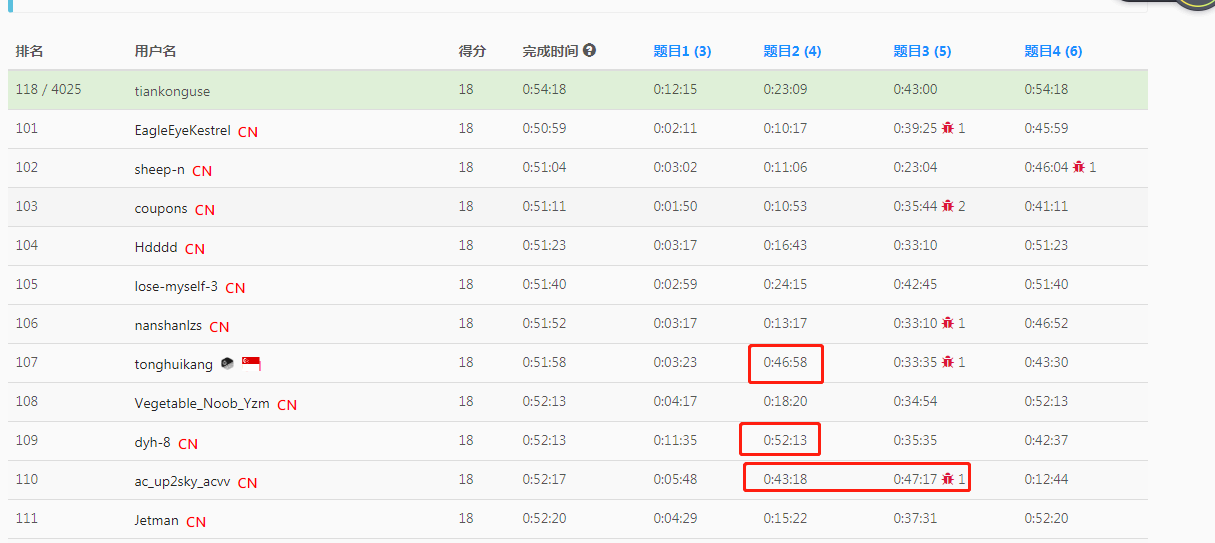 排名 用户名 得分 完成时间 题目1 (3) 题目2 (4) 题目3 (5) 题目4 (6)
118 / 4025 tiankonguse 18 0:54:18 0:12:15 0:23:09 0:43:00 0:54:18
101 EagleEyeKestrel CN 18 0:50:59 0:02:11 0:10:17 0:39:25 1 0:45:59
102 sheep-n CN 18 0:51:04 0:03:02 0:11:06 0:23:04 0:46:04 1
103 coupons CN 18 0:51:11 0:01:50 0:10:53 0:35:44 2 0:41:11
104 Hdddd CN 18 0:51:23 0:03:17 0:16:43 0:33:10 0:51:23
105 lose-myself-3 CN 18 0:51:40 0:02:59 0:24:15 0:42:45 0:51:40
106 nanshanlzs CN 18 0:51:52 0:03:17 0:13:17 0:33:10 1 0:46:52
107 tonghuikang 18 0:51:58 0:03:23 0:46:58 0:33:35 1 0:43:30
108 Vegetable_Noob_Yzm CN 18 0:52:13 0:04:17 0:18:20 0:34:54 0:52:13
109 dyh-8 CN 18 0:52:13 0:11:35 0:52:13 0:35:35 0:42:37
110 ac_up2sky_acvv CN 18 0:52:17 0:05:48 0:43:18 0:47:17 1 0:12:44
111 Jetman CN 18 0:52:20 0:04:29 0:15:22 0:37:31 0:52:20